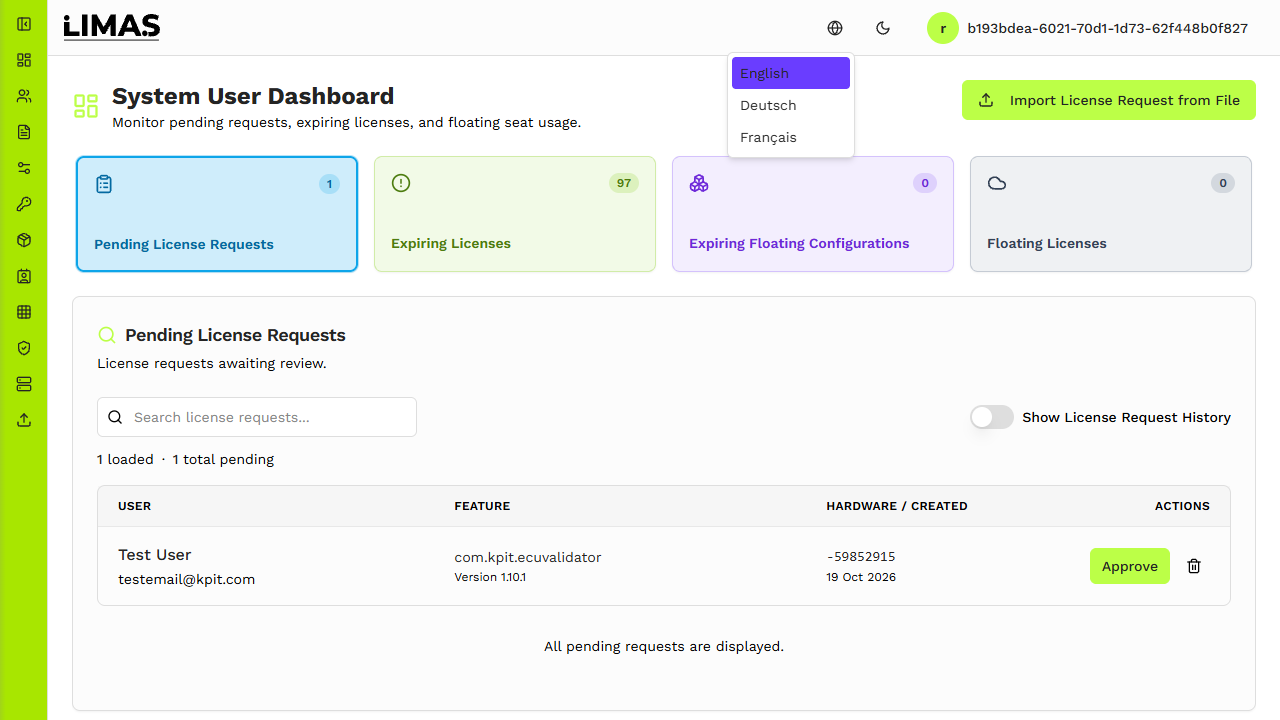 LIMAS
b193bdea-6021-70d1-1d73-62f448b0f827
r
English
Deutsch
Français
System User Dashboard
Monitor pending requests, expiring licenses, and floating seat usage.
Import License Request from File
1
Pending License Requests
97
Expiring Licenses
0
Expiring Floating Configurations
0
Floating Licenses
Pending License Requests
License requests awaiting review.
Search license requests...
Show License Request History
1 loaded · 1 total pending
USER FEATURE HARDWARE / CREATED ACTIONS
Test User com.kpit.ecuvalidator -59852915 Approve
testemail@kpit.com Version 1.10.1 19 Oct 2026
All pending requests are displayed.